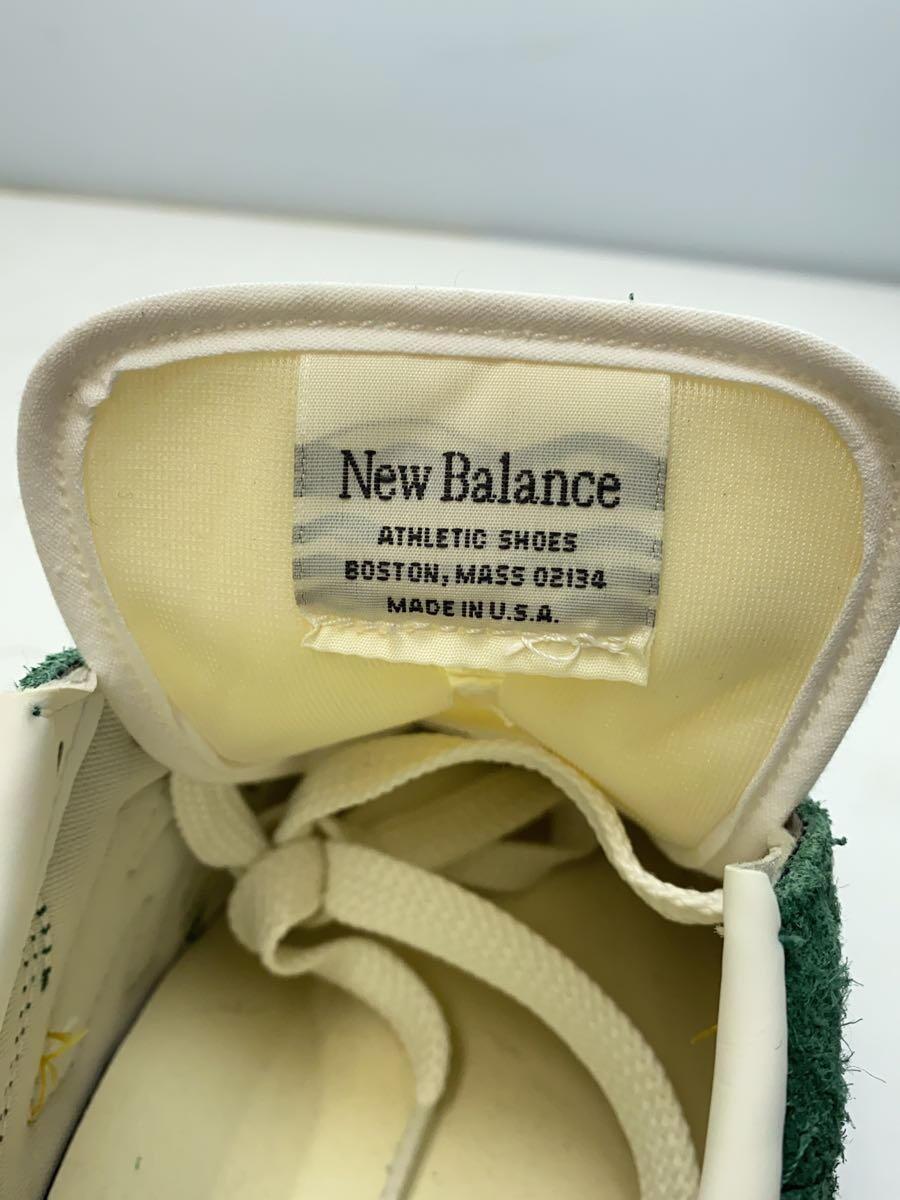 New Balance
ATHLETIC SHOES
BOSTON, MASS 02134
MADE IN U.S.A.